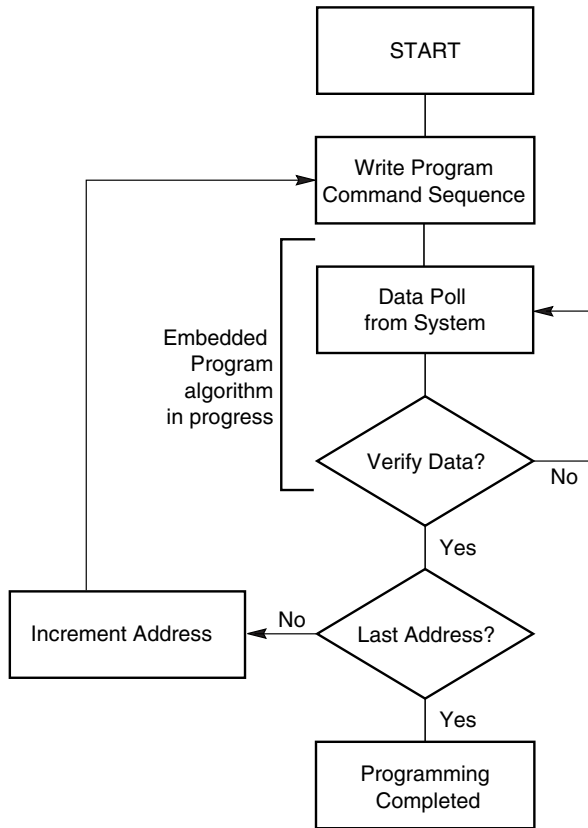 START
Write Program
Command Sequence
Data Poll
from System
Embedded
Program
algorithm
in progress
Verify Data?
No
Yes
Increment Address
No
Last Address?
Yes
Programming
Completed